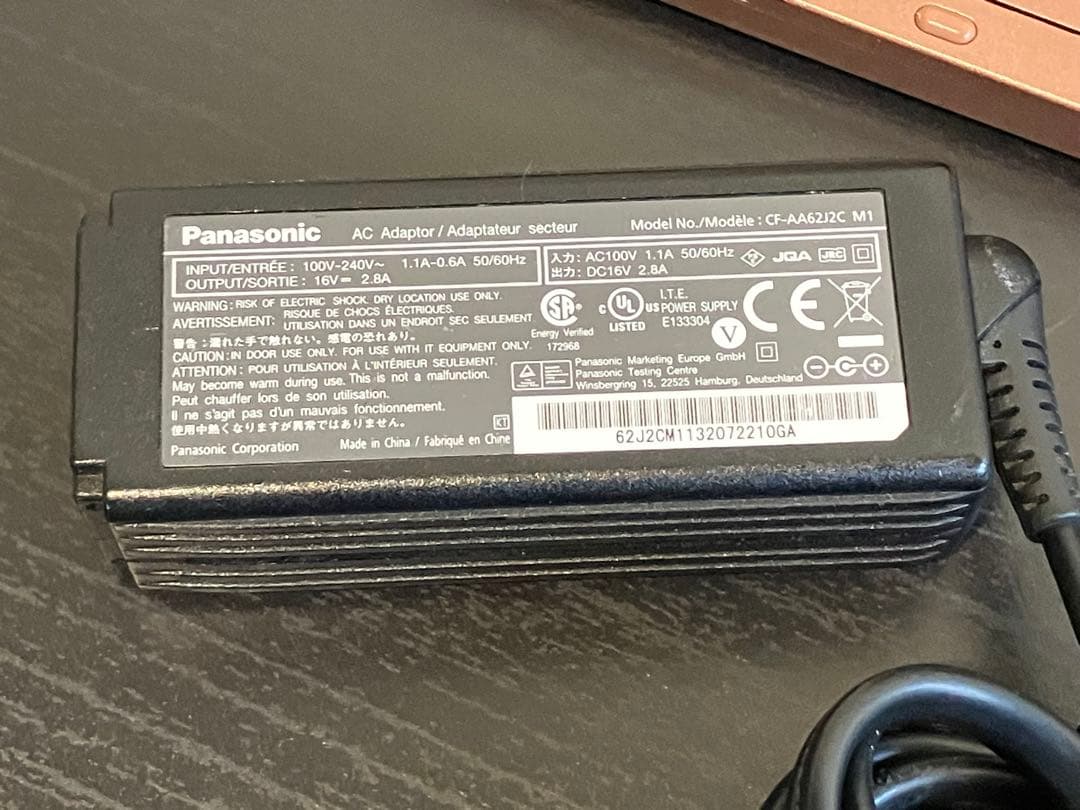 Panasonic AC Adaptor / Adaptateur secteur Model No./Modèle : CF-AA62J2C M1
INPUT/ENTRÉE : 100V-240V~ 1.1A-0.6A 50/60Hz
OUTPUT/SORTIE : 16V⎓ 2.8A
入力: AC100V 1.1A 50/60Hz
出力: DC16V 2.8A
JQA
JRC
WARNING: RISK OF ELECTRIC SHOCK. DRY LOCATION USE ONLY.
AVERTISSEMENT: RISQUE DE CHOCS ÉLECTRIQUES.
UTILISATION DANS UN ENDROIT SEC SEULEMENT
警告 : 濡れた手で触れない。感電の恐れあり。
CAUTION: IN DOOR USE ONLY. FOR USE WITH IT EQUIPMENT ONLY.
ATTENTION : POUR UTILISATION À L'INTÉRIEUR SEULEMENT.
May become warm during use. This is not a malfunction.
Peut chauffer lors de son utilisation.
Il ne s'agit pas d'un mauvais fonctionnement.
使用中熱くなりますが異常ではありません。
Panasonic Corporation Made in China / Fabriqué en Chine
KT
SA
Energy Verified
172968
C UL US
LISTED
I.T.E.
POWER SUPPLY
E133304
V
CE
Panasonic Marketing Europe GmbH
Panasonic Testing Centre
Winsbergring 15, 22525 Hamburg, Deutschland
62J2CM1132072210GA